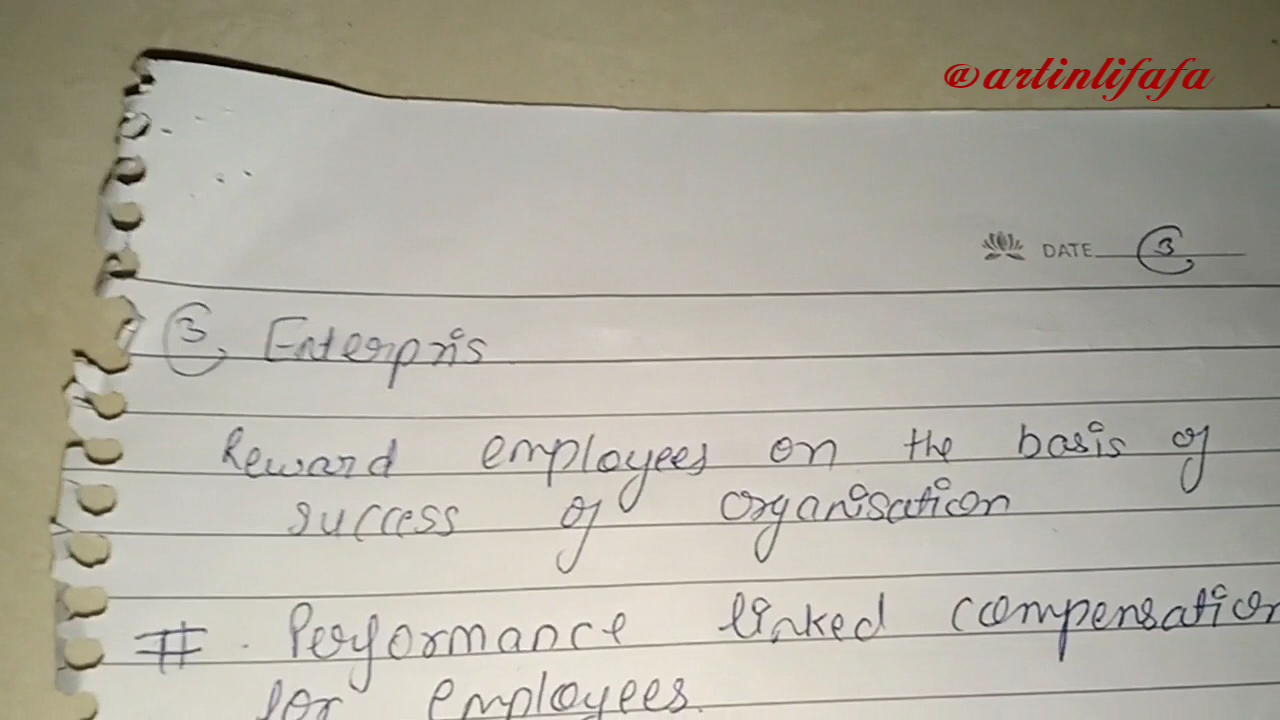 @artinlifafa
DATE 3
3, Enterpris
Reward employees on the basis of
success of organisation
# . Performance linked compensation
for employees.